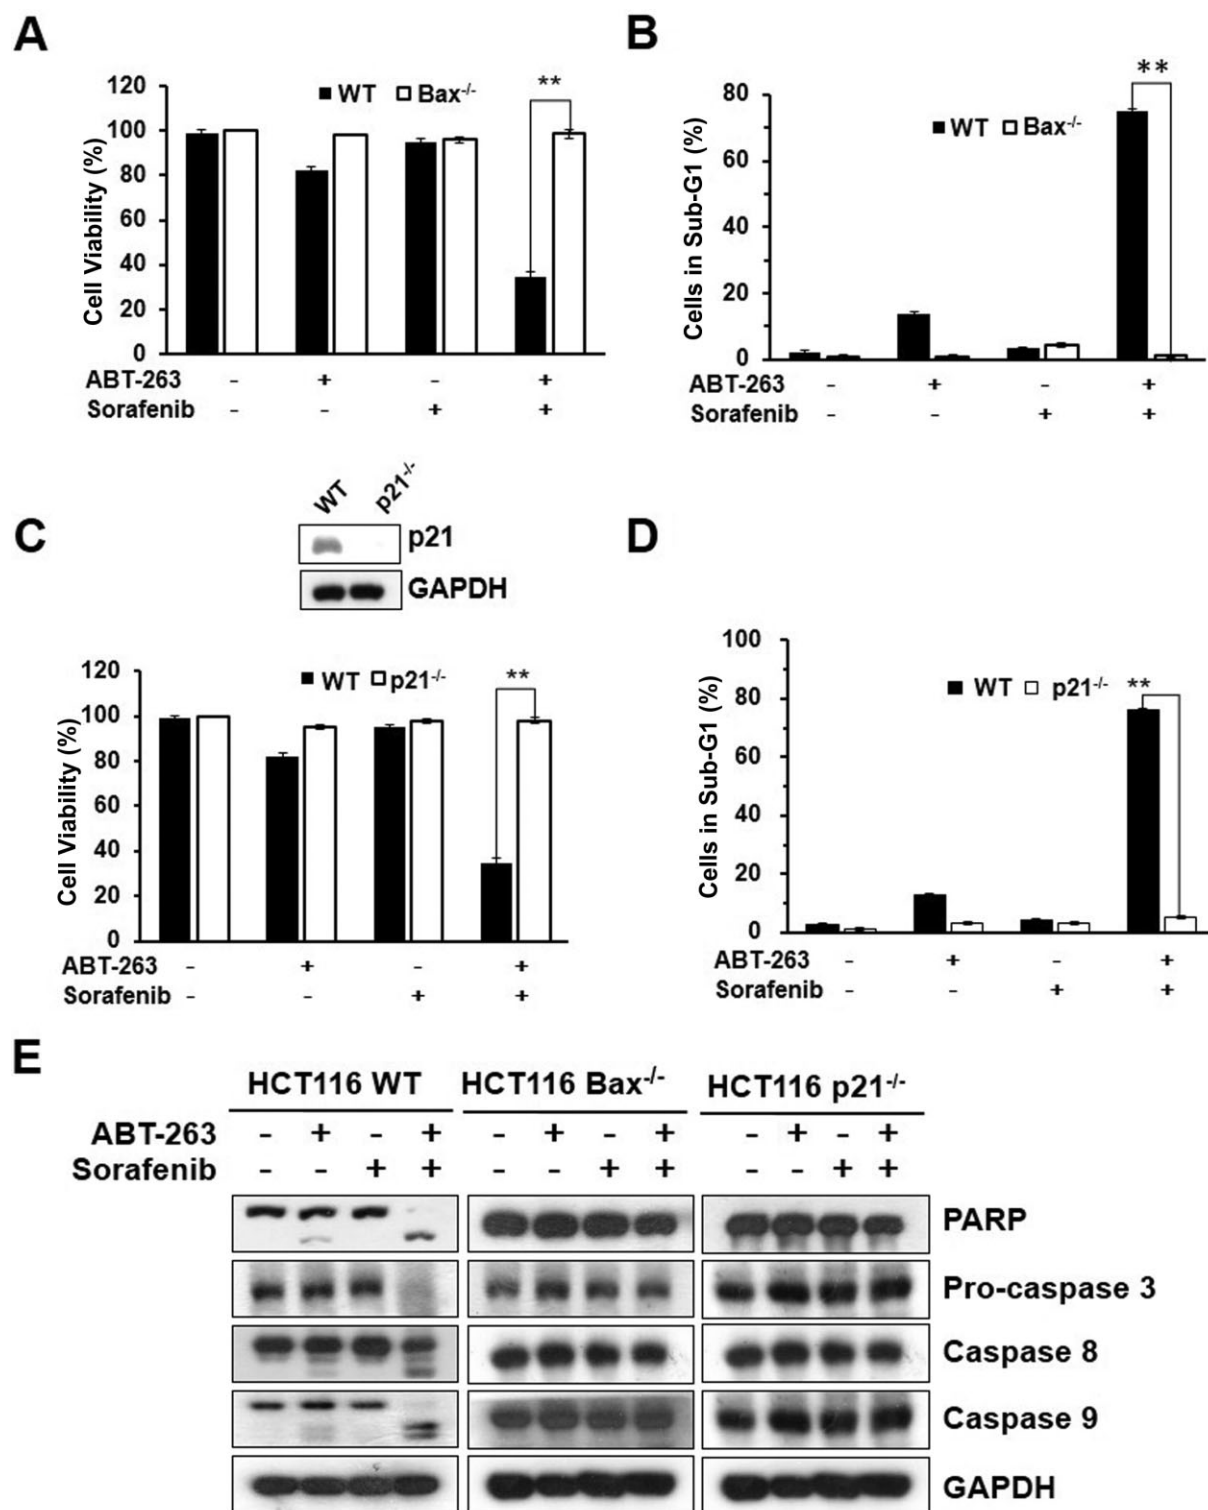 A
Cell Viability (%)
120
100
80
60
40
20
0
WT Bax-/-
**
ABT-263 - + - +
Sorafenib - - + +
B
Cells in Sub-G1 (%)
80
60
40
20
0
WT Bax-/-
**
ABT-263 - + - +
Sorafenib - - + +
C
WT p21-/-
p21
GAPDH
Cell Viability (%)
120
100
80
60
40
20
0
WT p21-/-
**
ABT-263 - + - +
Sorafenib - - + +
D
Cells in Sub-G1 (%)
100
80
60
40
20
0
WT p21-/-
**
ABT-263 - + - +
Sorafenib - - + +
E
HCT116 WT HCT116 Bax-/- HCT116 p21-/-
ABT-263 - + - + - + - + - + - +
Sorafenib - - + + - - + + - - + +
PARP
Pro-caspase 3
Caspase 8
Caspase 9
GAPDH